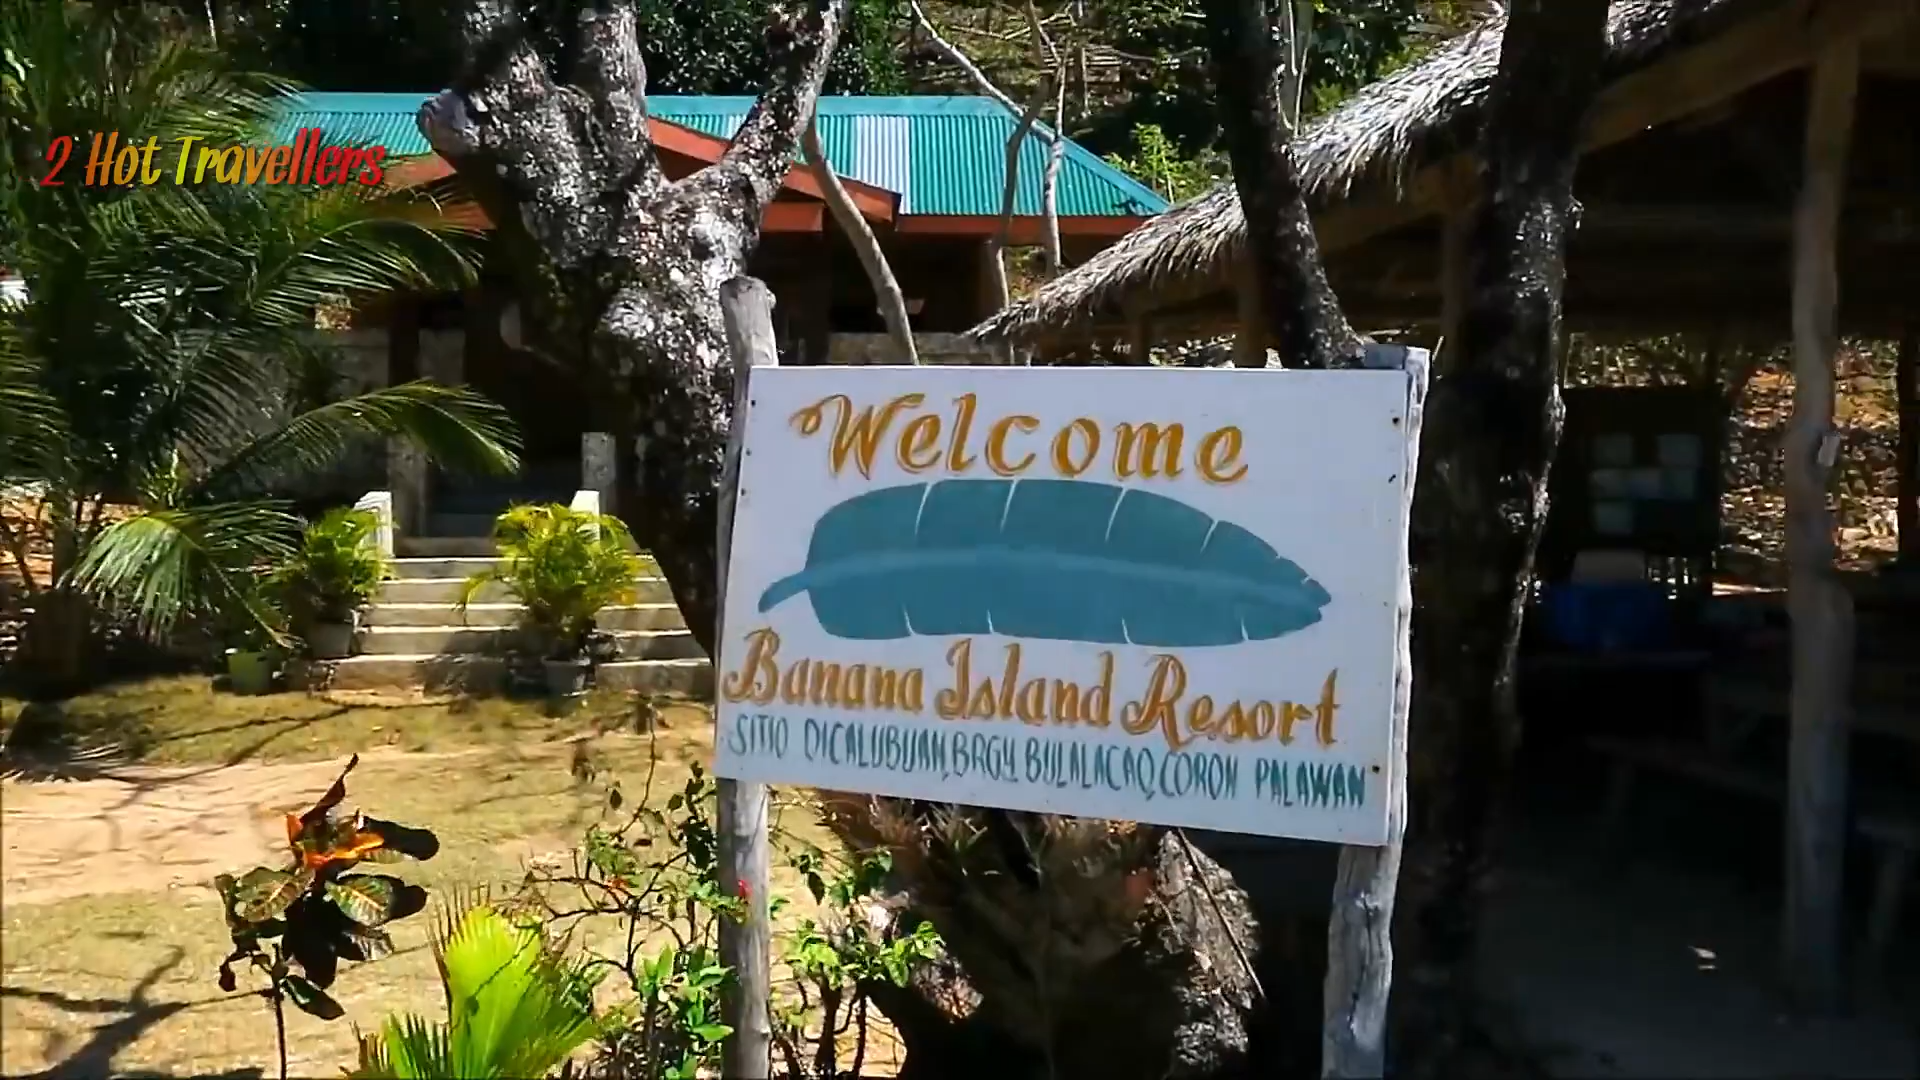 2 Hot Travellers
Welcome
Banana Island Resort
SITIO DICALUBUAN, BRGY BULALACAO, CORON PALAWAN